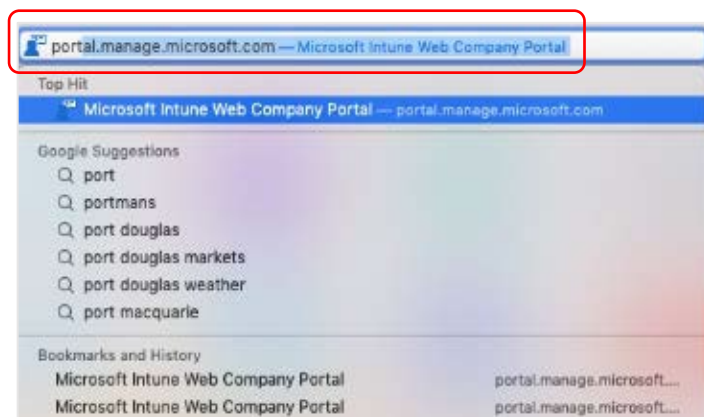 portal.manage.microsoft.com — Microsoft Intune Web Company Portal
Top Hit
Microsoft Intune Web Company Portal — portal.manage.microsoft.com
Google Suggestions
port
portmans
port douglas
port douglas markets
port douglas weather
port macquarie
Bookmarks and History
Microsoft Intune Web Company Portal portal.manage.microsoft....
Microsoft Intune Web Company Portal portal.manage.microsoft....